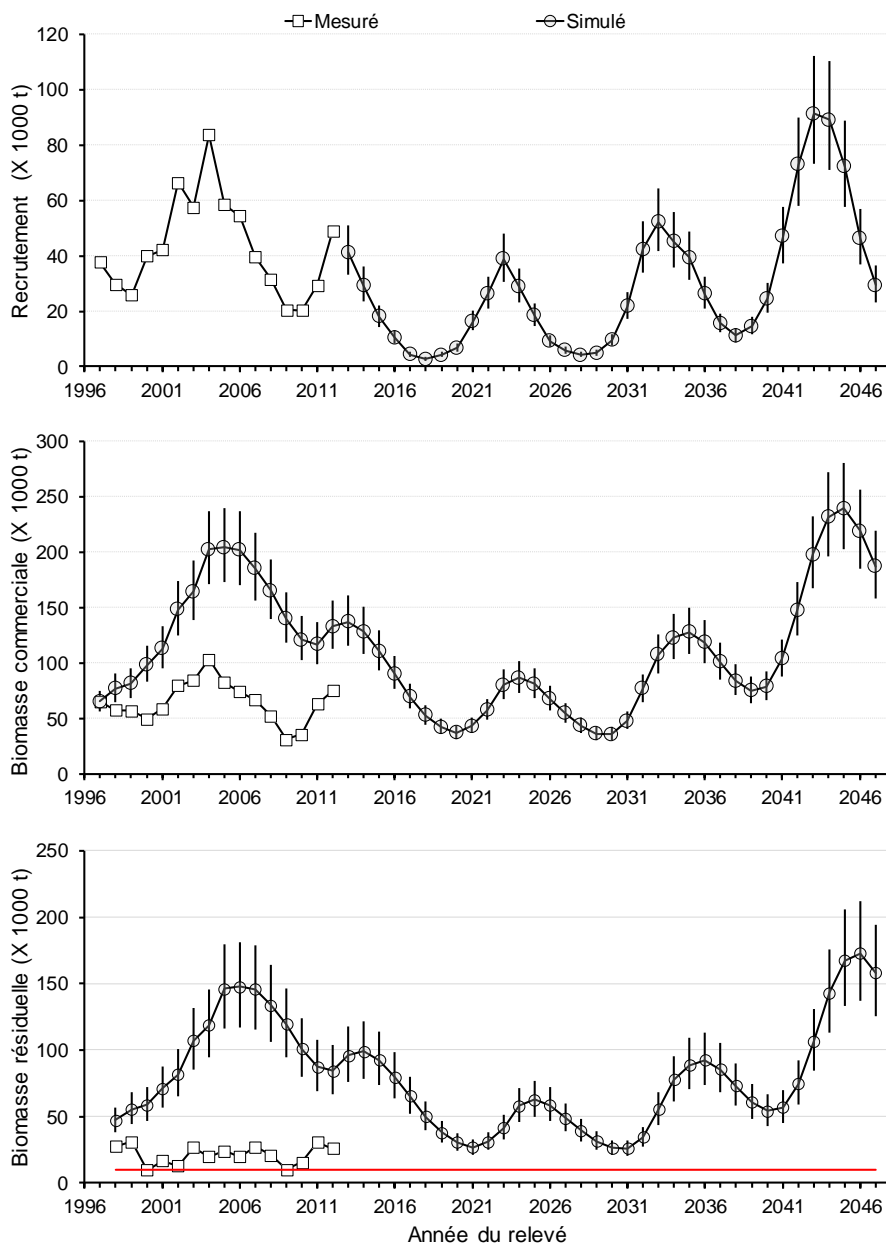 Mesuré Simulé
Recrutement (X 1000 t)
120
100
80
60
40
20
0
1996 2001 2006 2011 2016 2021 2026 2031 2036 2041 2046
Biomasse commerciale (X 1000 t)
300
250
200
150
100
50
0
1996 2001 2006 2011 2016 2021 2026 2031 2036 2041 2046
Biomasse résiduelle (X 1000 t)
250
200
150
100
50
0
1996 2001 2006 2011 2016 2021 2026 2031 2036 2041 2046
Année du relevé